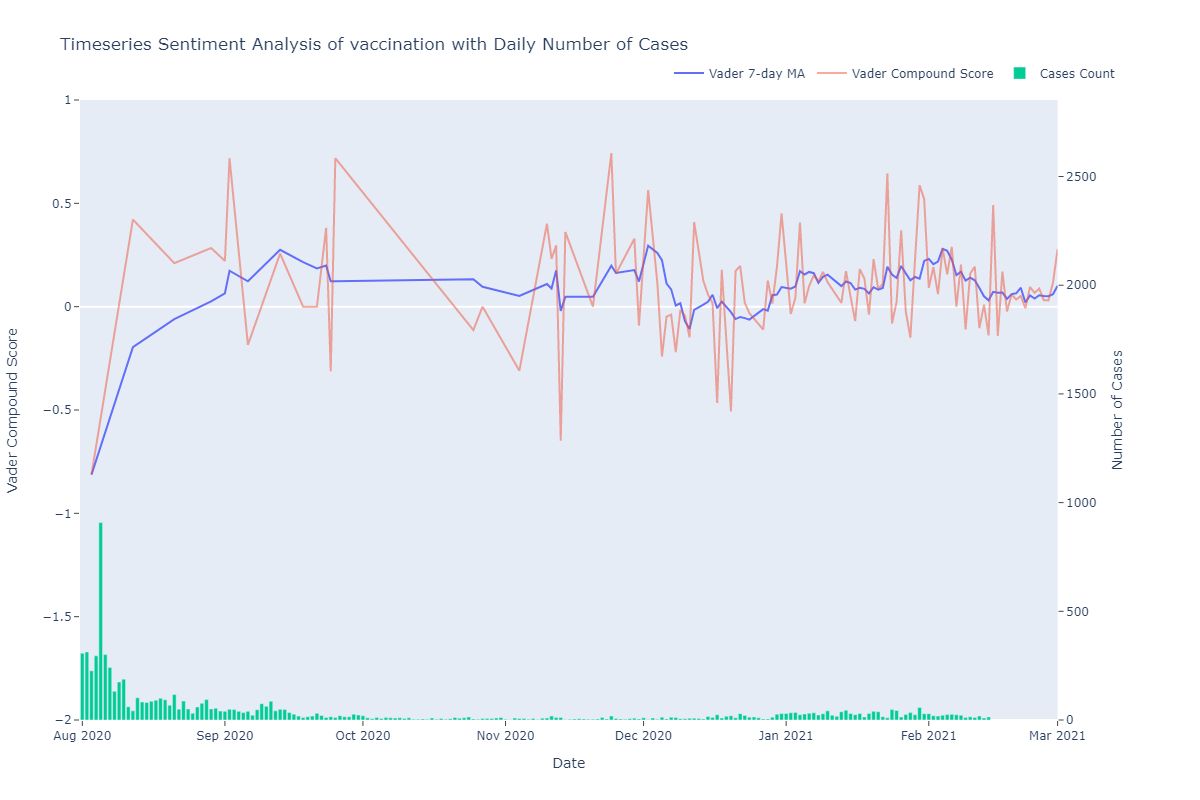 Timeseries Sentiment Analysis of vaccination with Daily Number of Cases
Vader 7-day MA
Vader Compound Score
Cases Count
1
0.5
0
−0.5
−1
−1.5
−2
Vader Compound Score
2500
2000
1500
1000
500
0
Number of Cases
Aug 2020
Sep 2020
Oct 2020
Nov 2020
Dec 2020
Jan 2021
Feb 2021
Mar 2021
Date